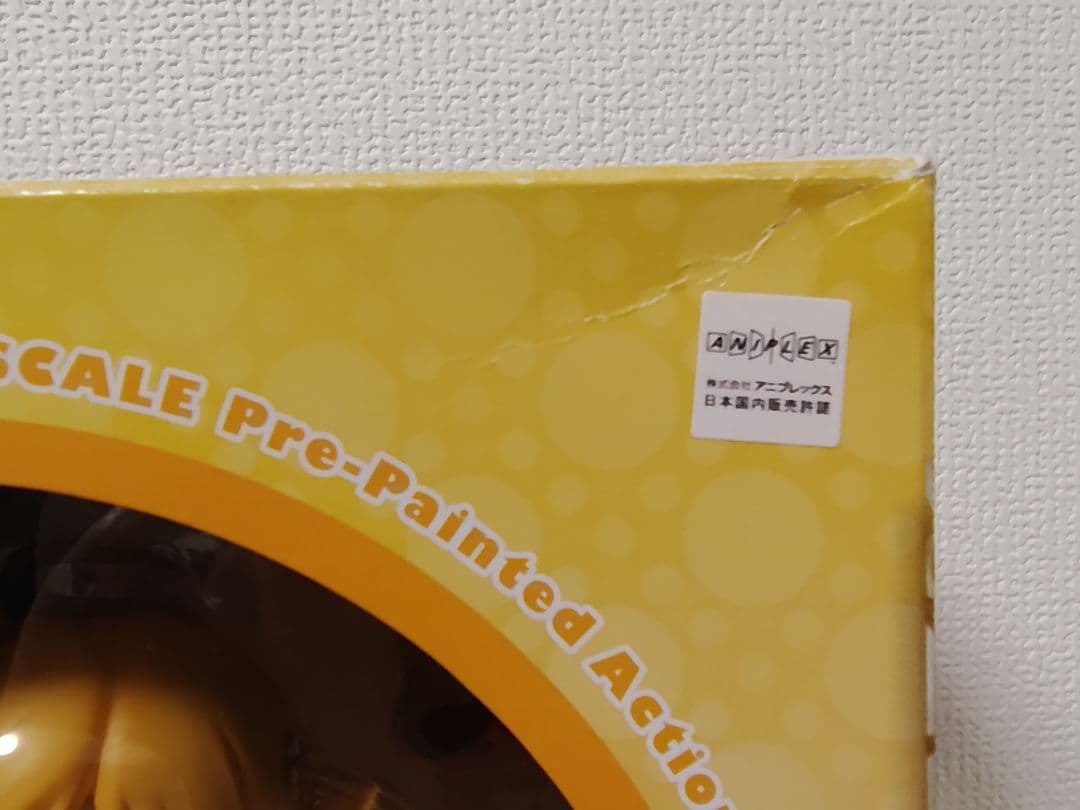 SCALE Pre-Painted Action
ANIPLEX
株式会社 アニプレックス
日本国内販売許諾